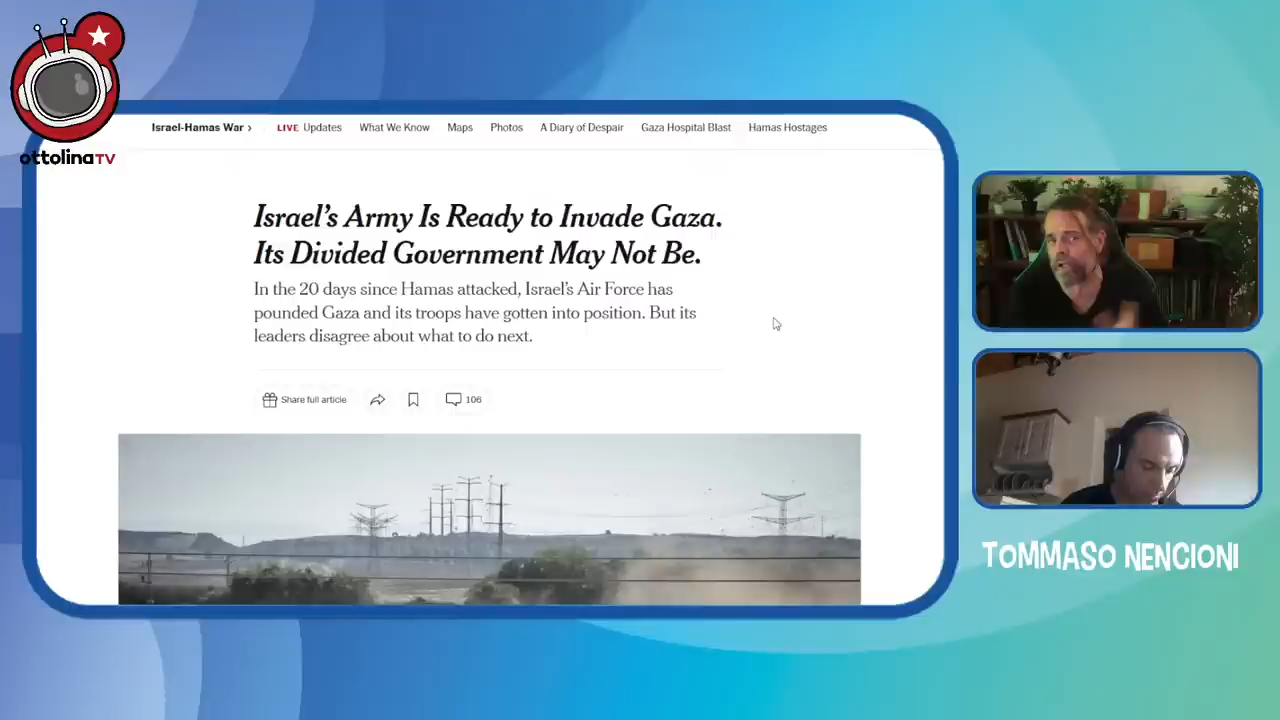 ottolinaTV
Israel-Hamas War ›
LIVE Updates
What We Know
Maps
Photos
A Diary of Despair
Gaza Hospital Blast
Hamas Hostages
Israel’s Army Is Ready to Invade Gaza.
Its Divided Government May Not Be.
In the 20 days since Hamas attacked, Israel’s Air Force has
pounded Gaza and its troops have gotten into position. But its
leaders disagree about what to do next.
Share full article
106
TOMMASO NENCIONI